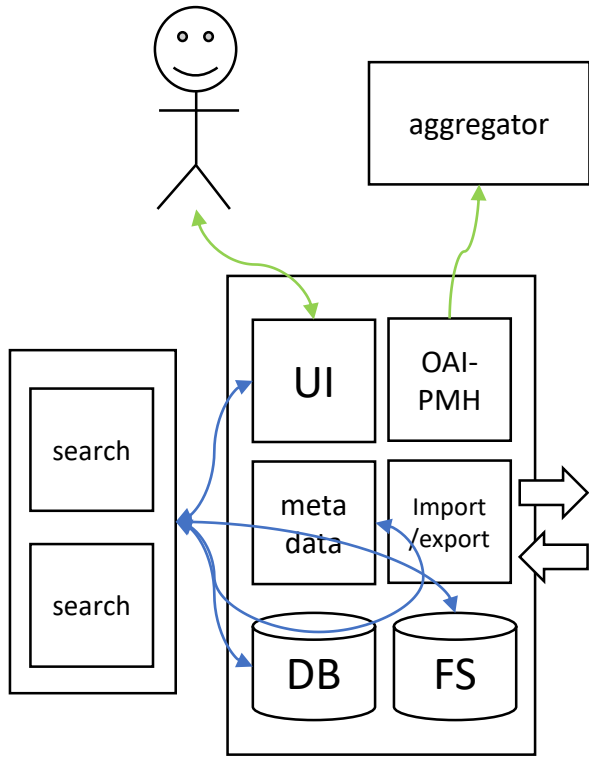 aggregator
UI
OAI-
PMH
search
meta
data
Import
/export
search
DB
FS